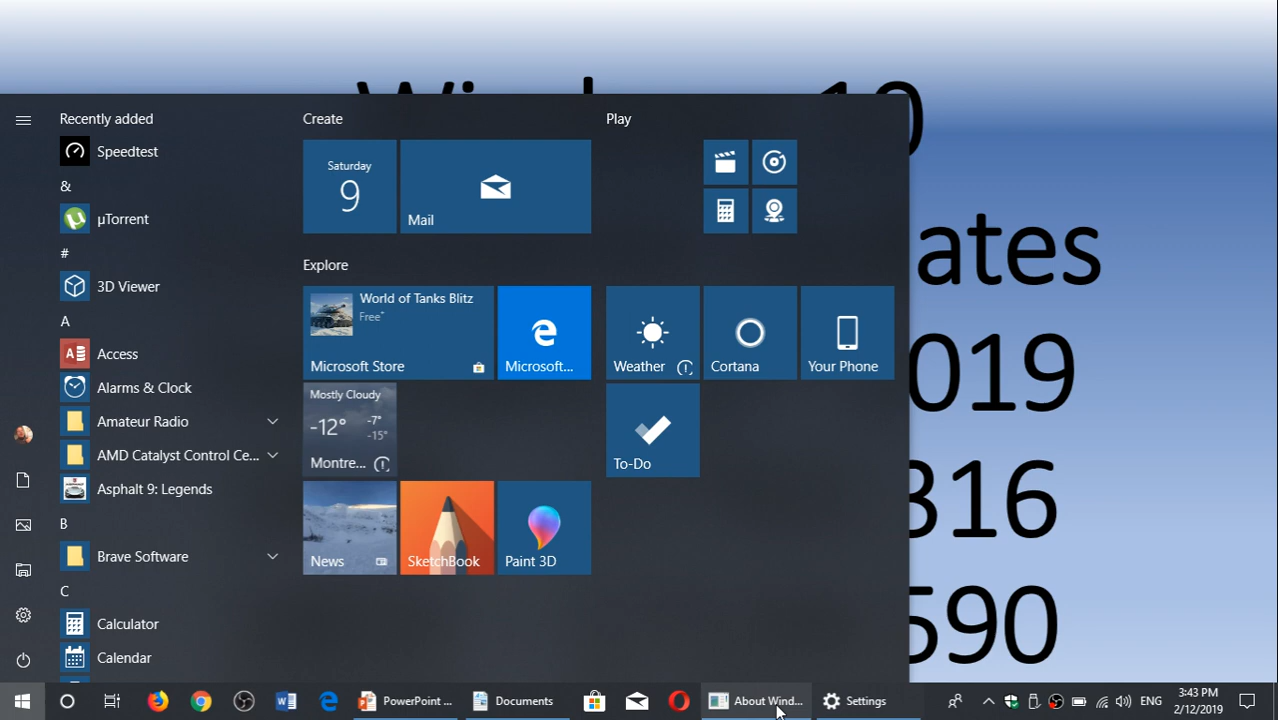 Windows 10
ates
019
316
590
Recently added
Speedtest
&
µTorrent
#
3D Viewer
A
Access
Alarms & Clock
Amateur Radio
AMD Catalyst Control Ce...
Asphalt 9: Legends
B
Brave Software
C
Calculator
Calendar
Create
Saturday
9
Mail
Explore
World of Tanks Blitz
Free+
Microsoft Store
Microsoft...
Mostly Cloudy
-12°
-7°
-15°
Montre...
News
SketchBook
Paint 3D
Play
Weather
Cortana
Your Phone
To-Do
PowerPoint ...
Documents
About Wind...
Settings
ENG
3:43 PM
2/12/2019